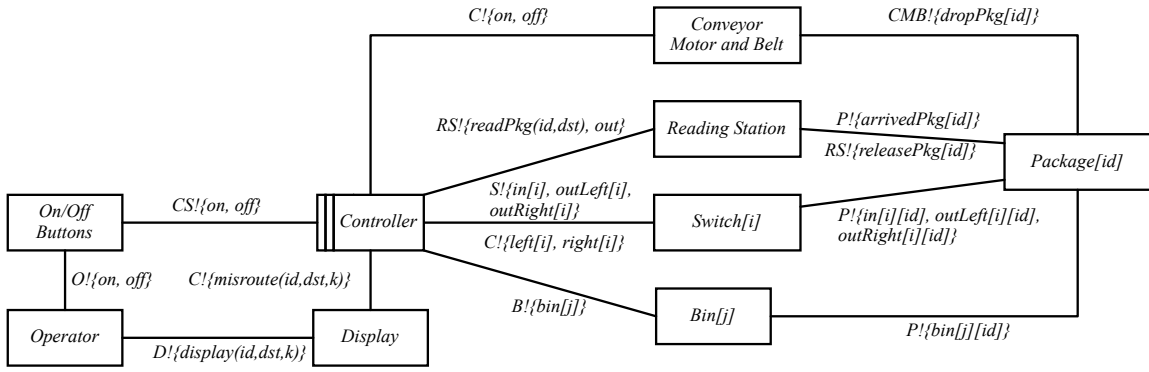 C!{on, off}
Conveyor
Motor and Belt
CMB!{dropPkg[id]}
RS!{readPkg(id,dst), out}
Reading Station
P!{arrivedPkg[id]}
RS!{releasePkg[id]}
Package[id]
On/Off
Buttons
CS!{on, off}
Controller
S!{in[i], outLeft[i],
outRight[i]}
C!{left[i], right[i]}
Switch[i]
P!{in[i][id], outLeft[i][id],
outRight[i][id]}
O!{on, off}
C!{misroute(id,dst,k)}
B!{bin[j]}
Bin[j]
P!{bin[j][id]}
Operator
D!{display(id,dst,k)}
Display